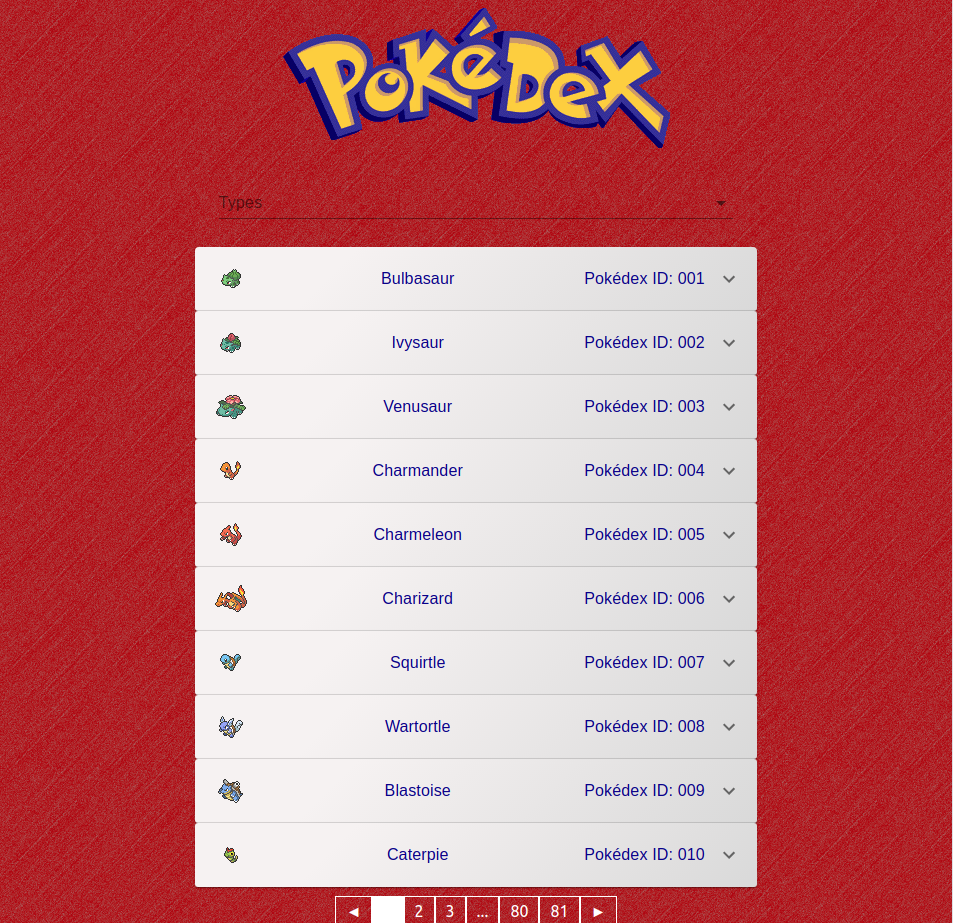 PokéDex
Types
Bulbasaur Pokédex ID: 001
Ivysaur Pokédex ID: 002
Venusaur Pokédex ID: 003
Charmander Pokédex ID: 004
Charmeleon Pokédex ID: 005
Charizard Pokédex ID: 006
Squirtle Pokédex ID: 007
Wartortle Pokédex ID: 008
Blastoise Pokédex ID: 009
Caterpie Pokédex ID: 010
◄ 2 3 ... 80 81 ►